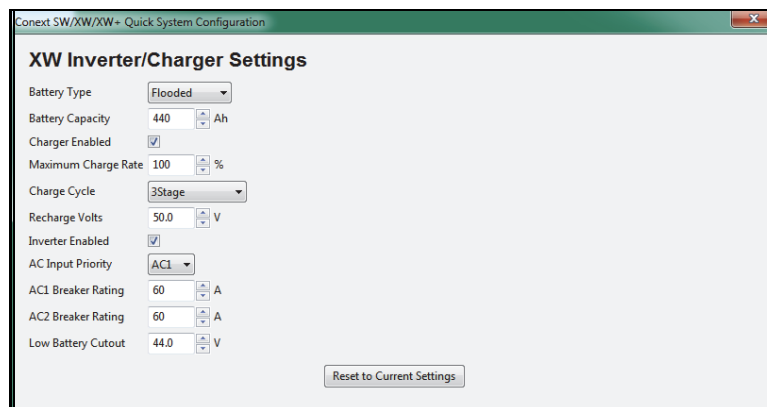 Conext SW/XW/XW+ Quick System Configuration
XW Inverter/Charger Settings
Battery Type Flooded
Battery Capacity 440 Ah
Charger Enabled
Maximum Charge Rate 100 %
Charge Cycle 3Stage
Recharge Volts 50.0 V
Inverter Enabled
AC Input Priority AC1
AC1 Breaker Rating 60 A
AC2 Breaker Rating 60 A
Low Battery Cutout 44.0 V
Reset to Current Settings